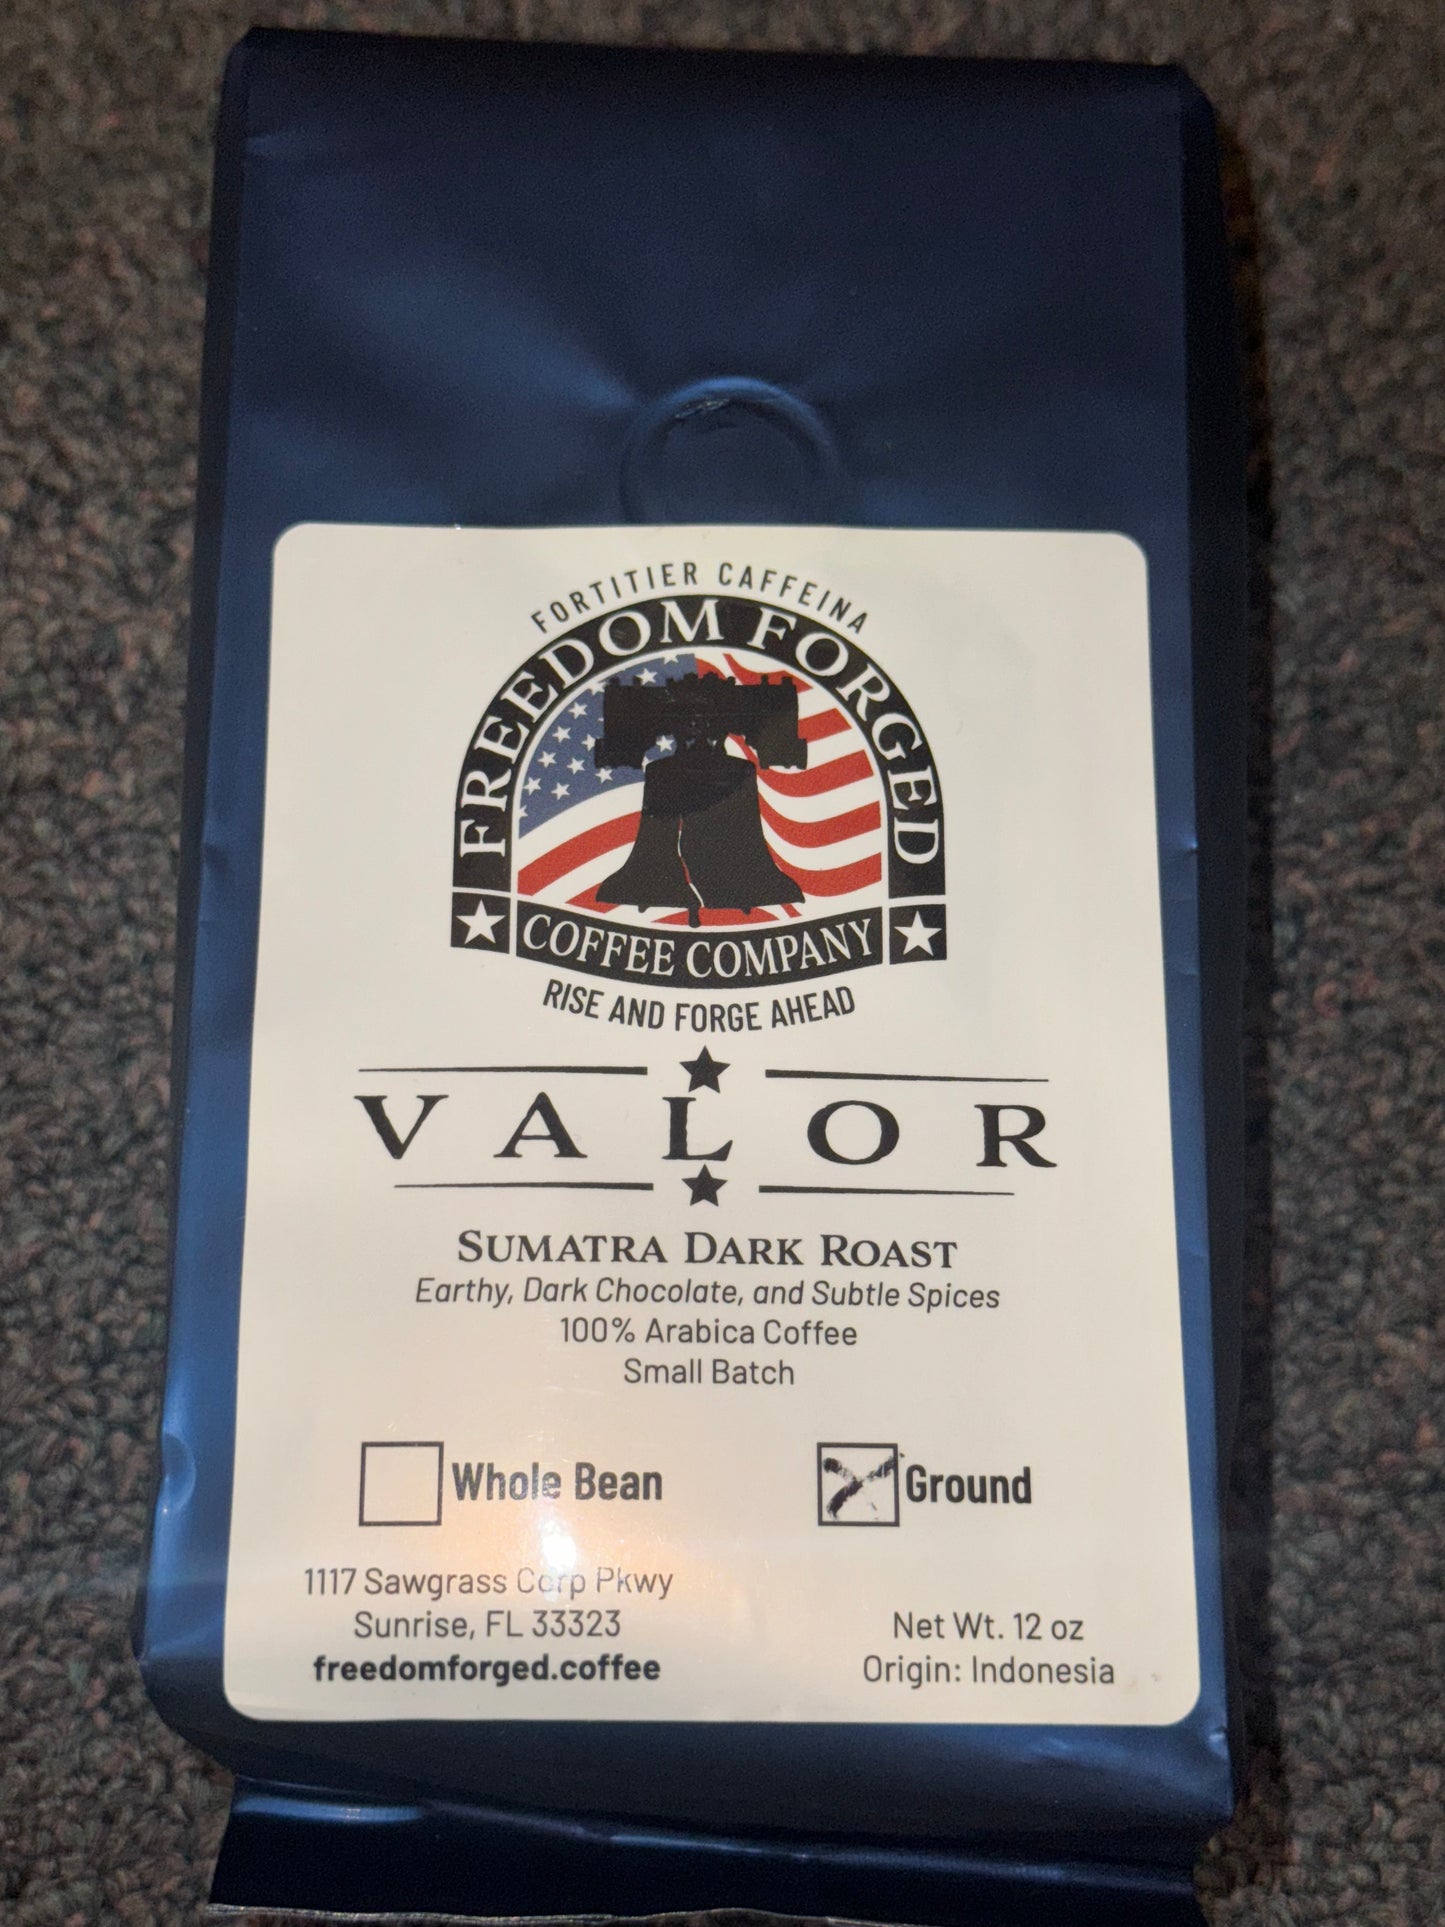 FORTITIER CAFFEINA
FREEDOM FORGED
COFFEE COMPANY
RISE AND FORGE AHEAD
VALOR
SUMATRA DARK ROAST
Earthy, Dark Chocolate, and Subtle Spices
100% Arabica Coffee
Small Batch
Whole Bean
Ground
1117 Sawgrass Corp Pkwy
Sunrise, FL 33323
freedomforged.coffee
Net Wt. 12 oz
Origin: Indonesia